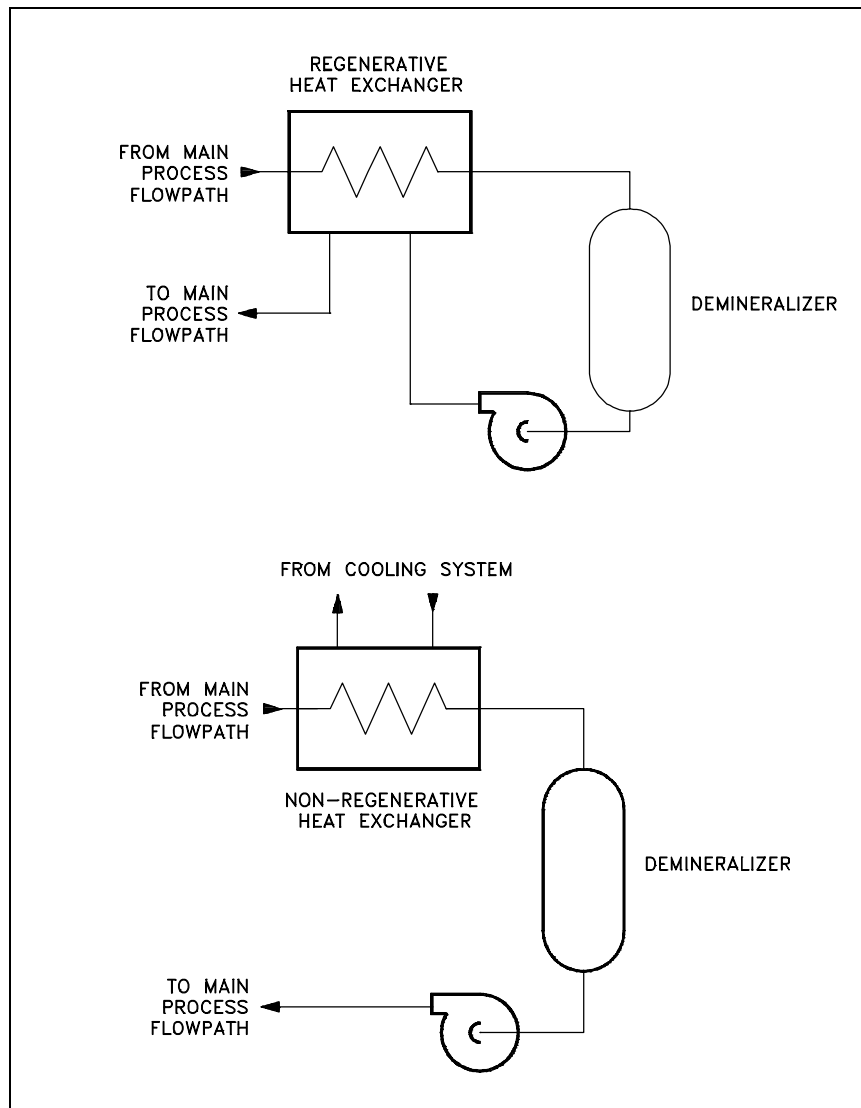 REGENERATIVE
HEAT EXCHANGER
FROM MAIN
PROCESS
FLOWPATH
TO MAIN
PROCESS
FLOWPATH
DEMINERALIZER
FROM COOLING SYSTEM
FROM MAIN
PROCESS
FLOWPATH
NON-REGENERATIVE
HEAT EXCHANGER
DEMINERALIZER
TO MAIN
PROCESS
FLOWPATH